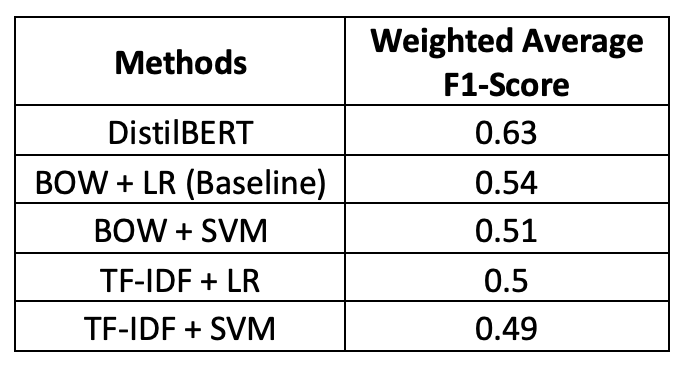 Methods
Weighted Average
F1-Score
DistilBERT
0.63
BOW + LR (Baseline)
0.54
BOW + SVM
0.51
TF-IDF + LR
0.5
TF-IDF + SVM
0.49